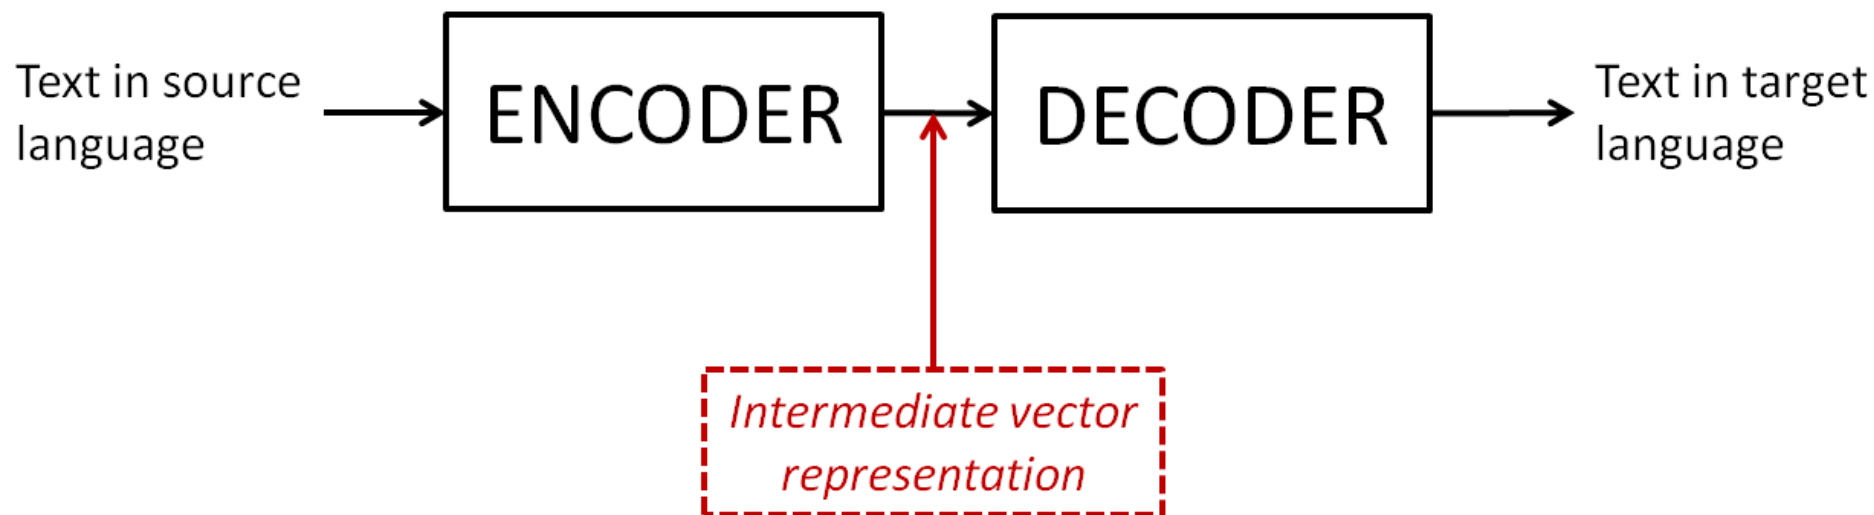 Text in source
language
ENCODER
DECODER
Text in target
language
Intermediate vector
representation